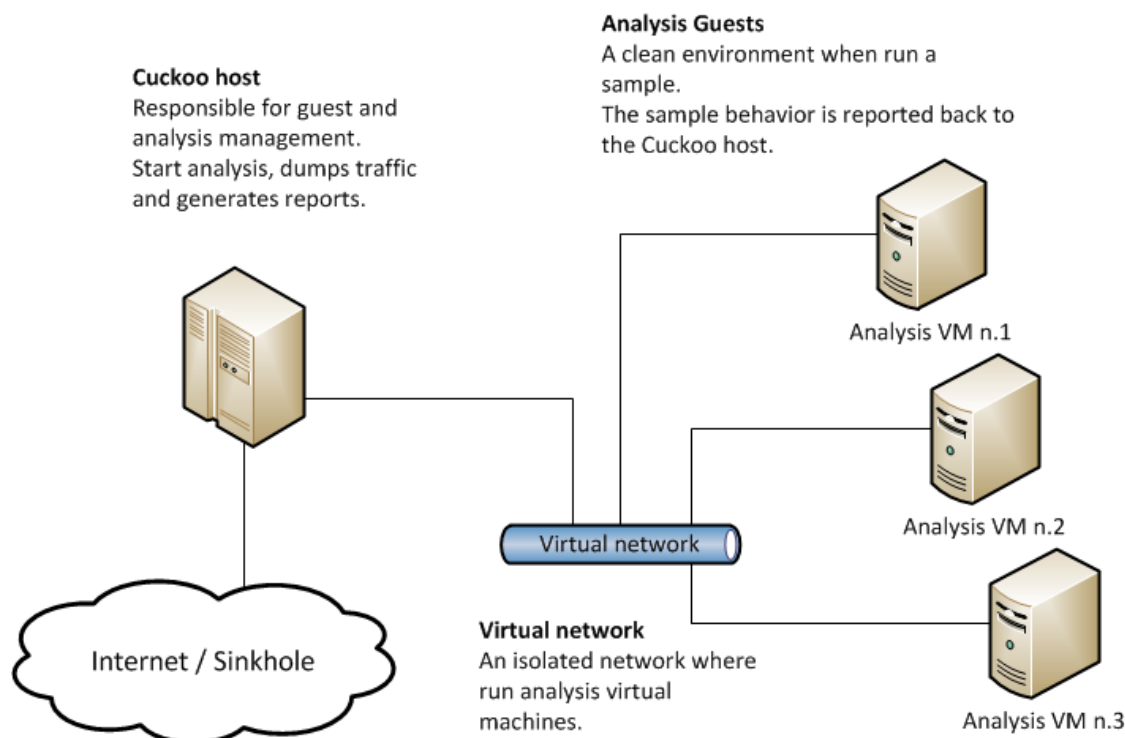 Cuckoo host
Responsible for guest and
analysis management.
Start analysis, dumps traffic
and generates reports.
Analysis Guests
A clean environment when run a
sample.
The sample behavior is reported back to
the Cuckoo host.
Analysis VM n.1
Analysis VM n.2
Virtual network
Internet / Sinkhole
Virtual network
An isolated network where
run analysis virtual
machines.
Analysis VM n.3